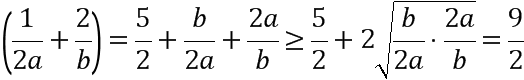 (1/2a + 2/b) = 5/2 + b/2a + 2a/b ≥ 5/2 + 2√(b/2a · 2a/b) = 9/2